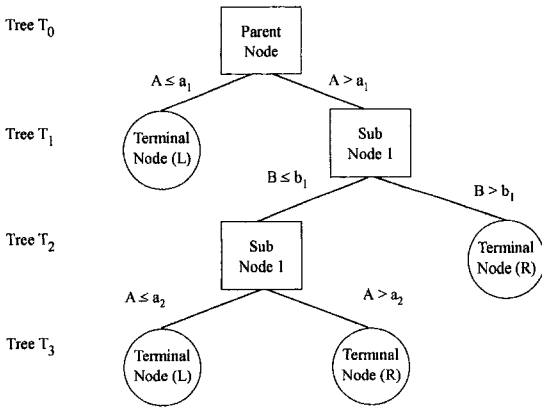 Tree T0
Parent
Node
A ≤ a1
A > a1
Tree T1
Terminal
Node (L)
Sub
Node 1
B ≤ b1
B > b1
Tree T2
Sub
Node 1
Terminal
Node (R)
A ≤ a2
A > a2
Tree T3
Terminal
Node (L)
Terminal
Node (R)